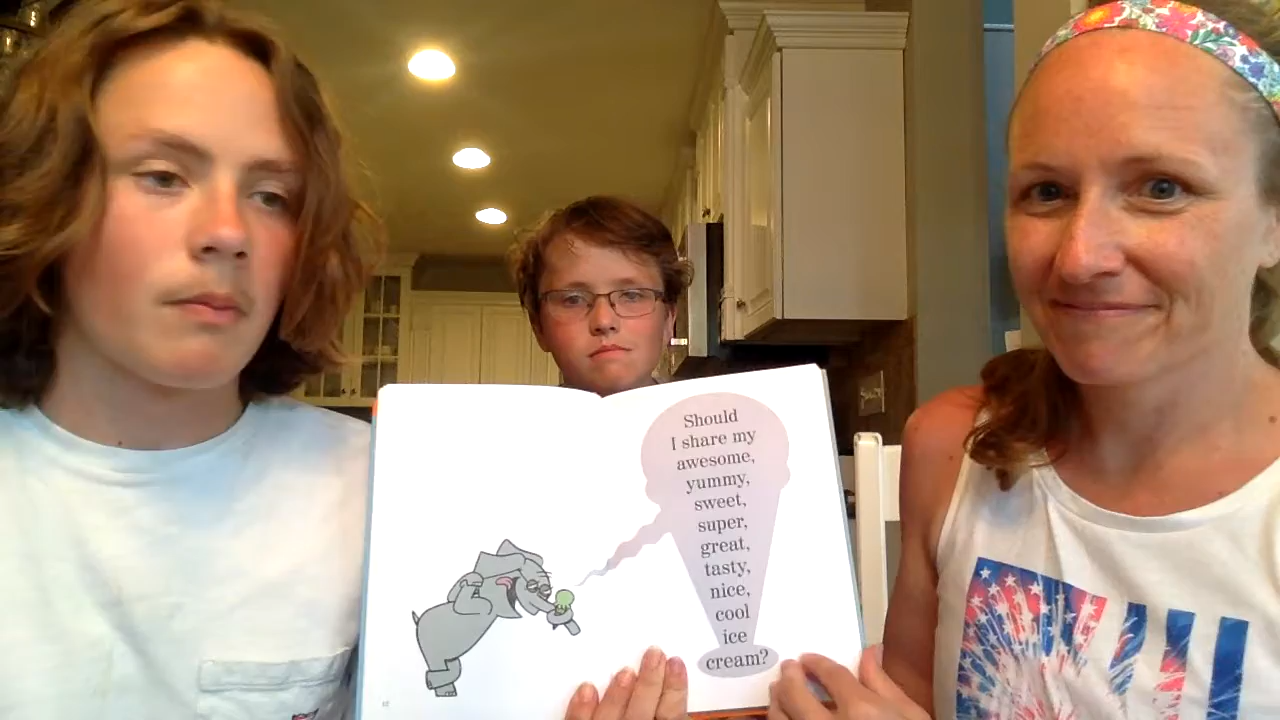 Should
I share my
awesome,
yummy,
sweet,
super,
great,
tasty,
nice,
cool
ice
cream?